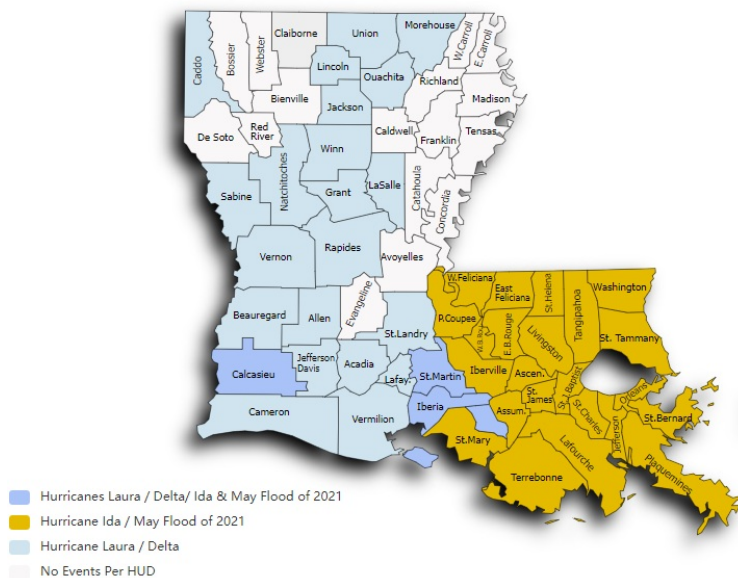 Caddo
Bossier
Webster
Claiborne
Union
Morehouse
W.Carroll
E.Carroll
Lincoln
Ouachita
Richland
Madison
Bienville
Jackson
De Soto
Red
River
Winn
Caldwell
Franklin
Tensas
Natchitoches
Sabine
Grant
LaSalle
Catahoula
Concordia
Vernon
Rapides
Avoyelles
Beauregard
Allen
Evangeline
St.Landry
W.Feliciana
East
Feliciana
St.Helena
Tangipahoa
Washington
P.Coupee
E.B.Rouge
Livingston
St. Tammany
Calcasieu
Jefferson
Davis
Acadia
Lafay.
St.Martin
Iberville
Ascen.
Cameron
Vermilion
Iberia
Assum.
St.
James
St.J.Baptist
St.Charles
Orleans
St.Bernard
Jefferson
St.Mary
Lafourche
Terrebonne
Plaquemines
Hurricanes Laura / Delta/ Ida & May Flood of 2021
Hurricane Ida / May Flood of 2021
Hurricane Laura / Delta
No Events Per HUD